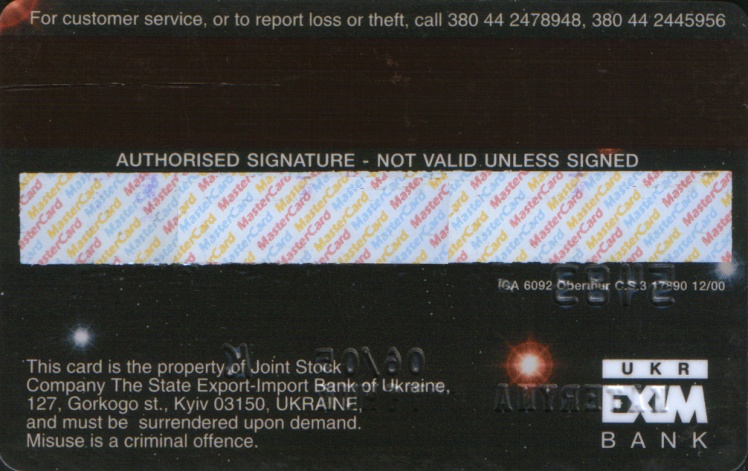 For customer service, or to report loss or theft, call 380 44 2478948, 380 44 2445956
AUTHORISED SIGNATURE - NOT VALID UNLESS SIGNED
MasterCard
ICA 6092 Oberthur C.S.3 17890 12/00
This card is the property of Joint Stock
Company The State Export-Import Bank of Ukraine,
127, Gorkogo st., Kyiv 03150, UKRAINE,
and must be surrendered upon demand.
Misuse is a criminal offence.
UKR
EXIM
BANK